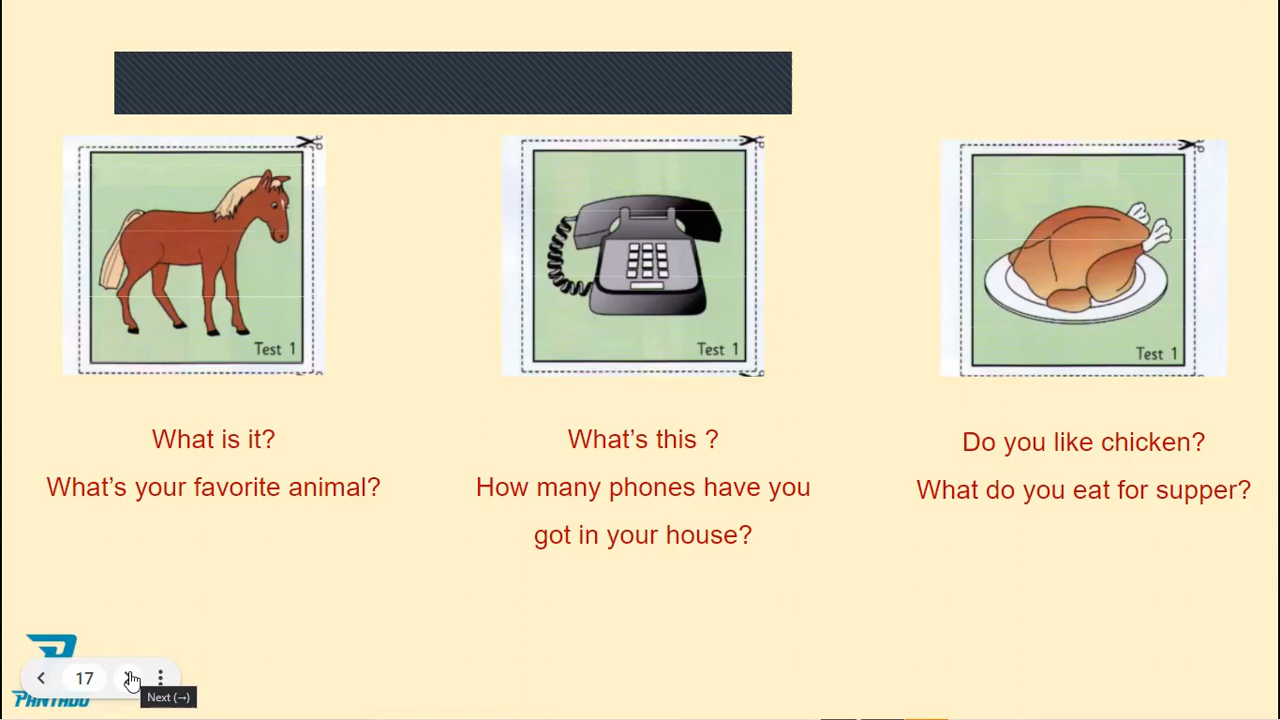 Test 1
Test 1
Test 1
What is it?
What's your favorite animal?
What's this ?
How many phones have you
got in your house?
Do you like chicken?
What do you eat for supper?
17
Next (→)
PANTADO